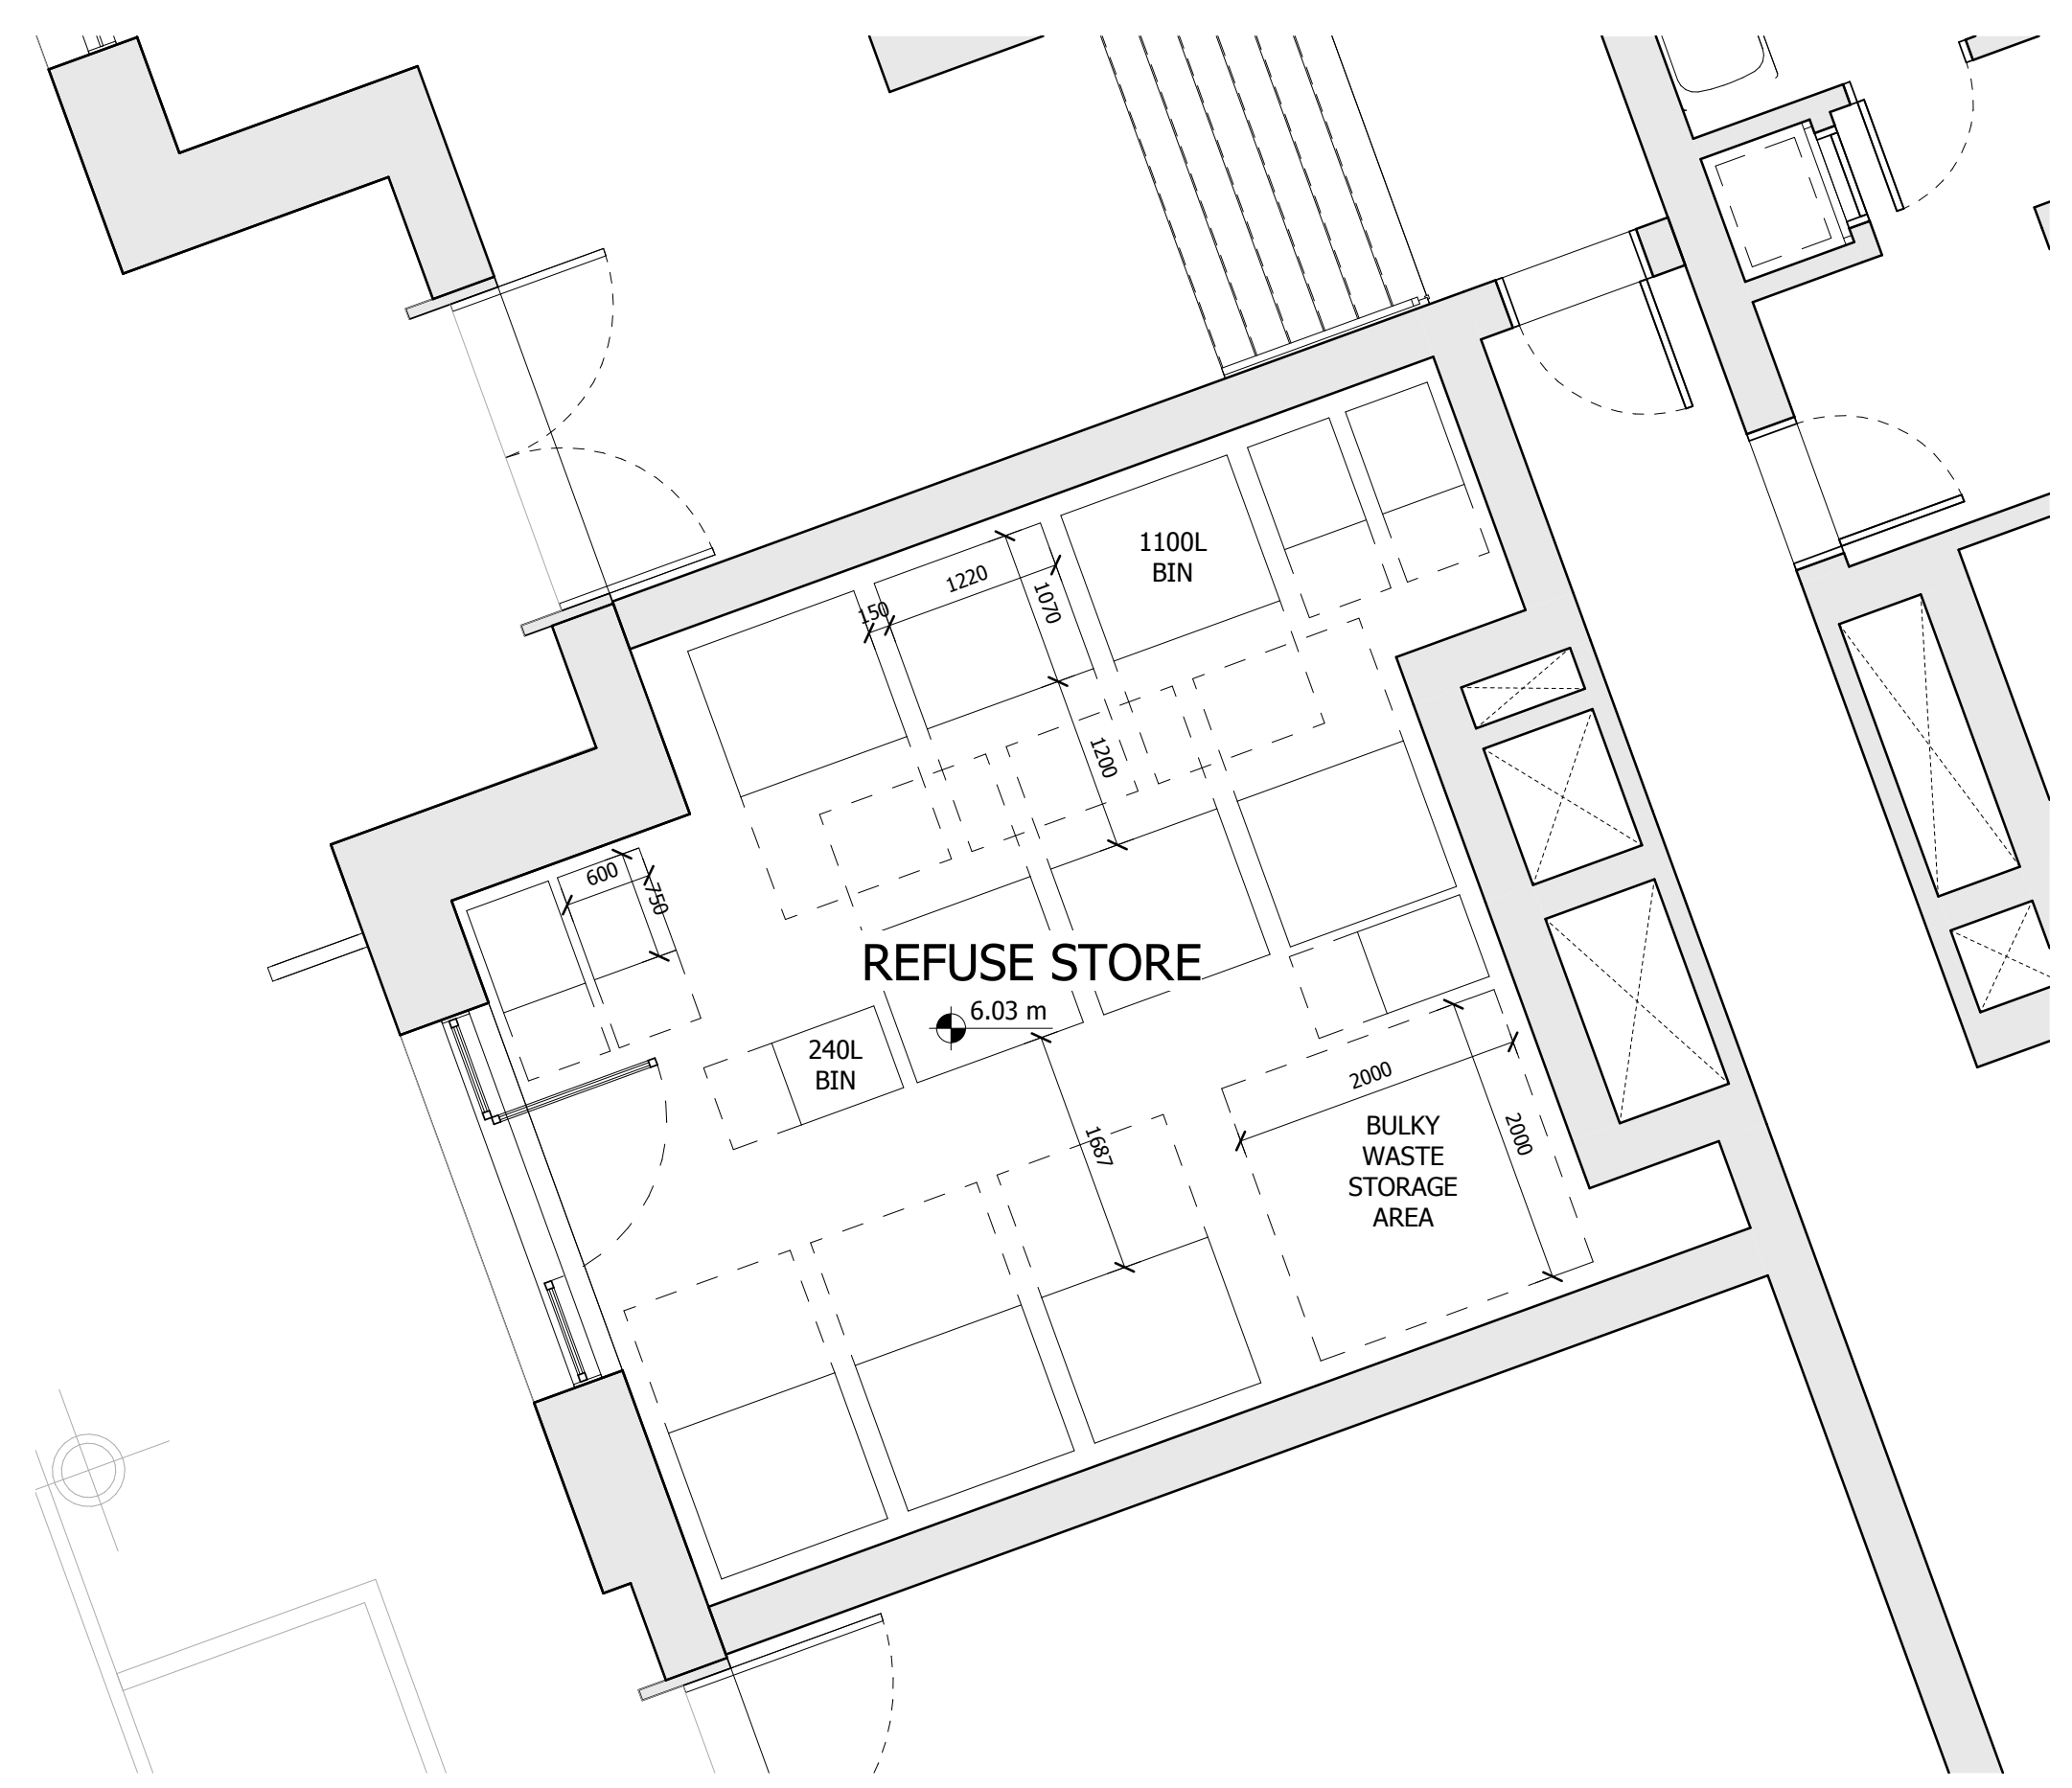 1100L
BIN
1220
150
1070
1200
600
750
REFUSE STORE
6.03 m
240L
BIN
2000
1687
2000
BULKY
WASTE
STORAGE
AREA